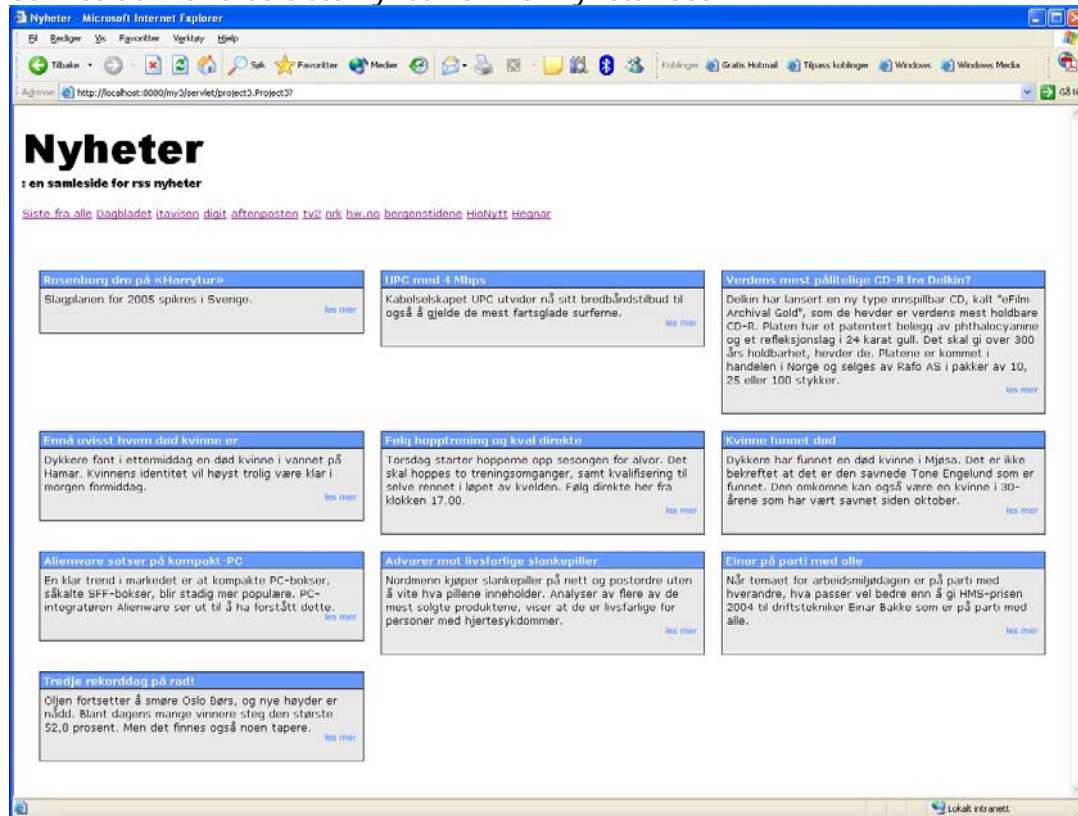 Nyheter - Microsoft Internet Explorer
Fil Rediger Vis Favoritter Verktøy Hjelp
Tilbake Søk Favoritter Medier Koblinger Gratis Hotmail Tilpass koblinger Windows Windows Media
Adresse http://localhost:8080/my3/servlet/project3.Project3? Gå til
Nyheter
: en samleside for rss nyheter
Siste fra alle Dagbladet itavisen digit aftenposten tv2 nrk hw.no bergenstidene HioNytt Hegnar
Rosenborg dro på «Harrytur»
Slagplanen for 2005 spikres i Sverige.
les mer
UPC med 4 Mbps
Kabelselskapet UPC utvider nå sitt bredbåndstilbud til
også å gjelde de mest fartsglade surferne.
les mer
Verdens mest pålitelige CD-R fra Delkin?
Delkin har lansert en ny type innspillbar CD, kalt "eFilm
Archival Gold", som de hevder er verdens mest holdbare
CD-R. Platen har et patentert belegg av phthalocyanine
og et refleksjonslag i 24 karat gull. Det skal gi over 300
års holdbarhet, hevder de. Platene er kommet i
handelen i Norge og selges av Rafo AS i pakker av 10,
25 eller 100 stykker.
les mer
Ennå uvisst hvem død kvinne er
Dykkere fant i ettermiddag en død kvinne i vannet på
Hamar. Kvinnens identitet vil høyst trolig være klar i
morgen formiddag.
les mer
Følg hopptrening og kval direkte
Torsdag starter hopperne opp sesongen for alvor. Det
skal hoppes to treningsomganger, samt kvalifisering til
selve rennet i løpet av kvelden. Følg direkte her fra
klokken 17.00.
les mer
Kvinne funnet død
Dykkere har funnet en død kvinne i Mjøsa. Det er ikke
bekreftet at det er den savnede Tone Engelund som er
funnet. Den omkomne kan også være en kvinne i 30-
årene som har vært savnet siden oktober.
les mer
Alienware satser på kompakt-PC
En klar trend i markedet er at kompakte PC-bokser,
såkalte SFF-bokser, blir stadig mer populære. PC-
integratøren Alienware ser ut til å ha forstått dette.
les mer
Advarer mot livsfarlige slankepiller
Nordmenn kjøper slankepiller på nett og postordre uten
å vite hva pillene inneholder. Analyser av flere av de
mest solgte produktene, viser at de er livsfarlige for
personer med hjertesykdommer.
les mer
Einar på parti med alle
Når temaet for arbeidsmiljødagen er på parti med
hverandre, hva passer vel bedre enn å gi HMS-prisen
2004 til driftstekniker Einar Bakke som er på parti med
alle.
les mer
Tredje rekorddag på rad!
Oljen fortsetter å smøre Oslo Børs, og nye høyder er
nådd. Blant dagens mange vinnere steg den største
52,8 prosent. Men det finnes også noen tapere.
les mer
Lokalt intranett